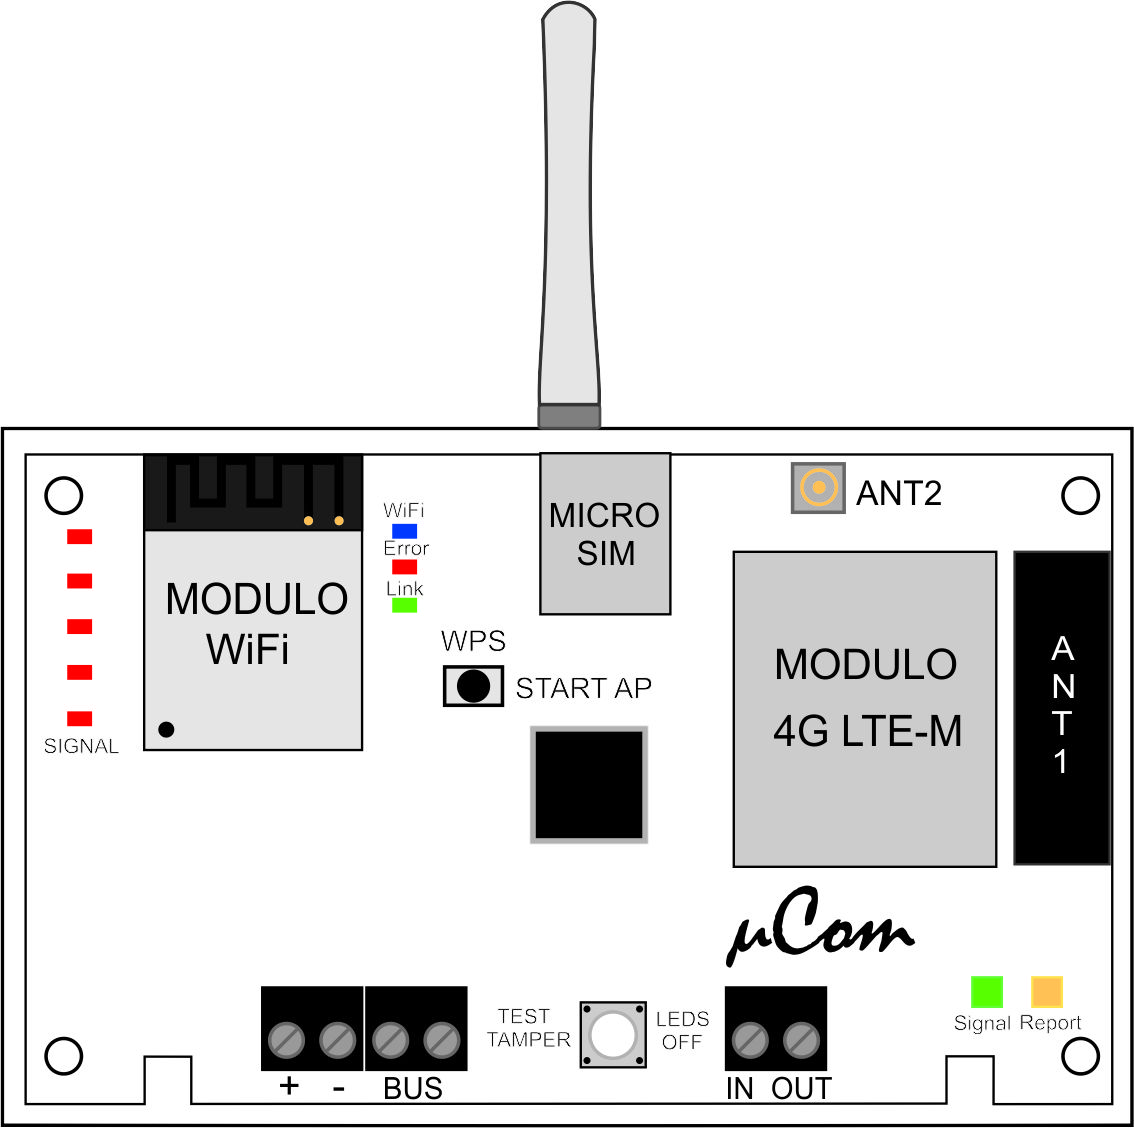 WiFi
Error
Link
SIGNAL
MODULO
WiFi
MICRO
SIM
ANT2
WPS
START AP
MODULO
4G LTE-M
ANT1
µCom
TEST
TAMPER
LEDS
OFF
Signal Report
+ - BUS
IN OUT